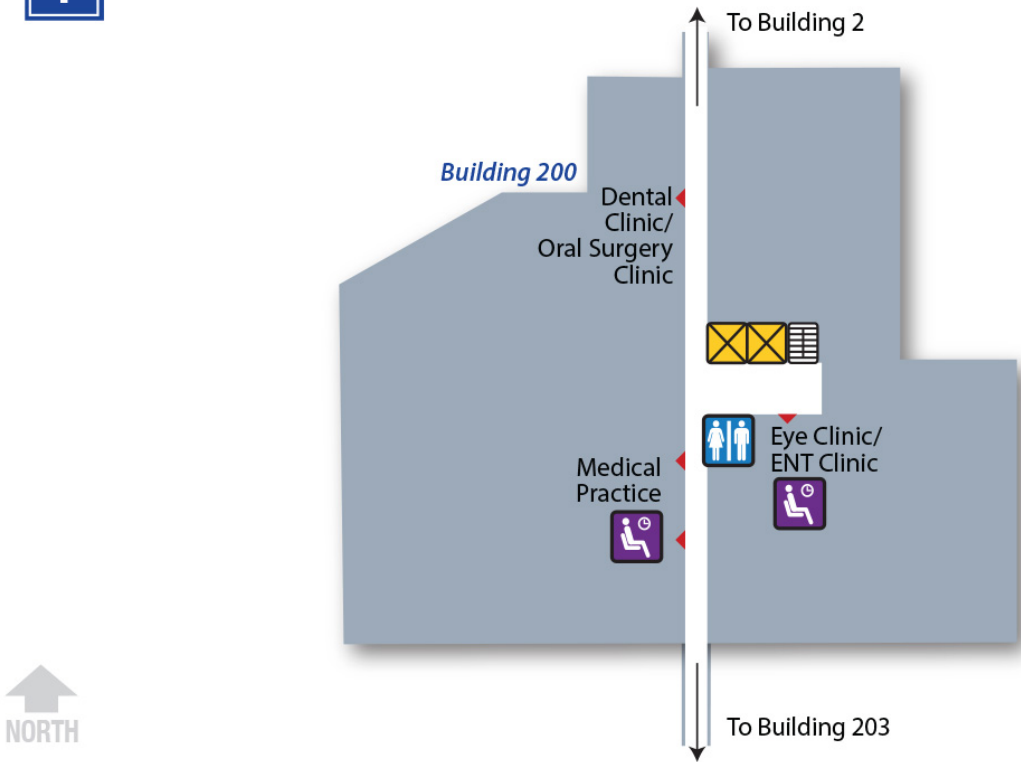 To Building 2
Building 200
Dental
Clinic/
Oral Surgery
Clinic
Eye Clinic/
ENT Clinic
Medical
Practice
NORTH
To Building 203